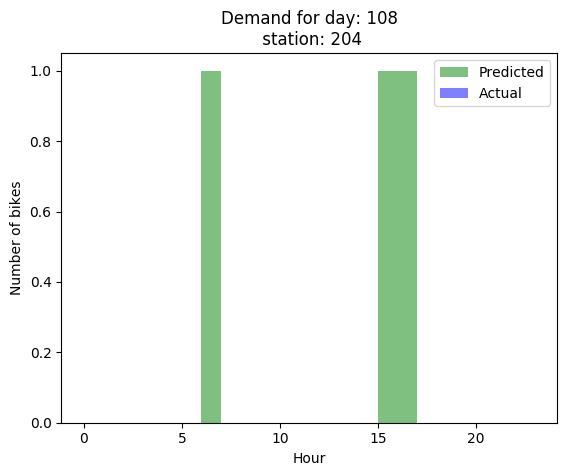 Demand for day: 108
station: 204
Predicted
Actual
1.0
0.8
0.6
0.4
0.2
0.0
Number of bikes
0
5
10
15
20
Hour